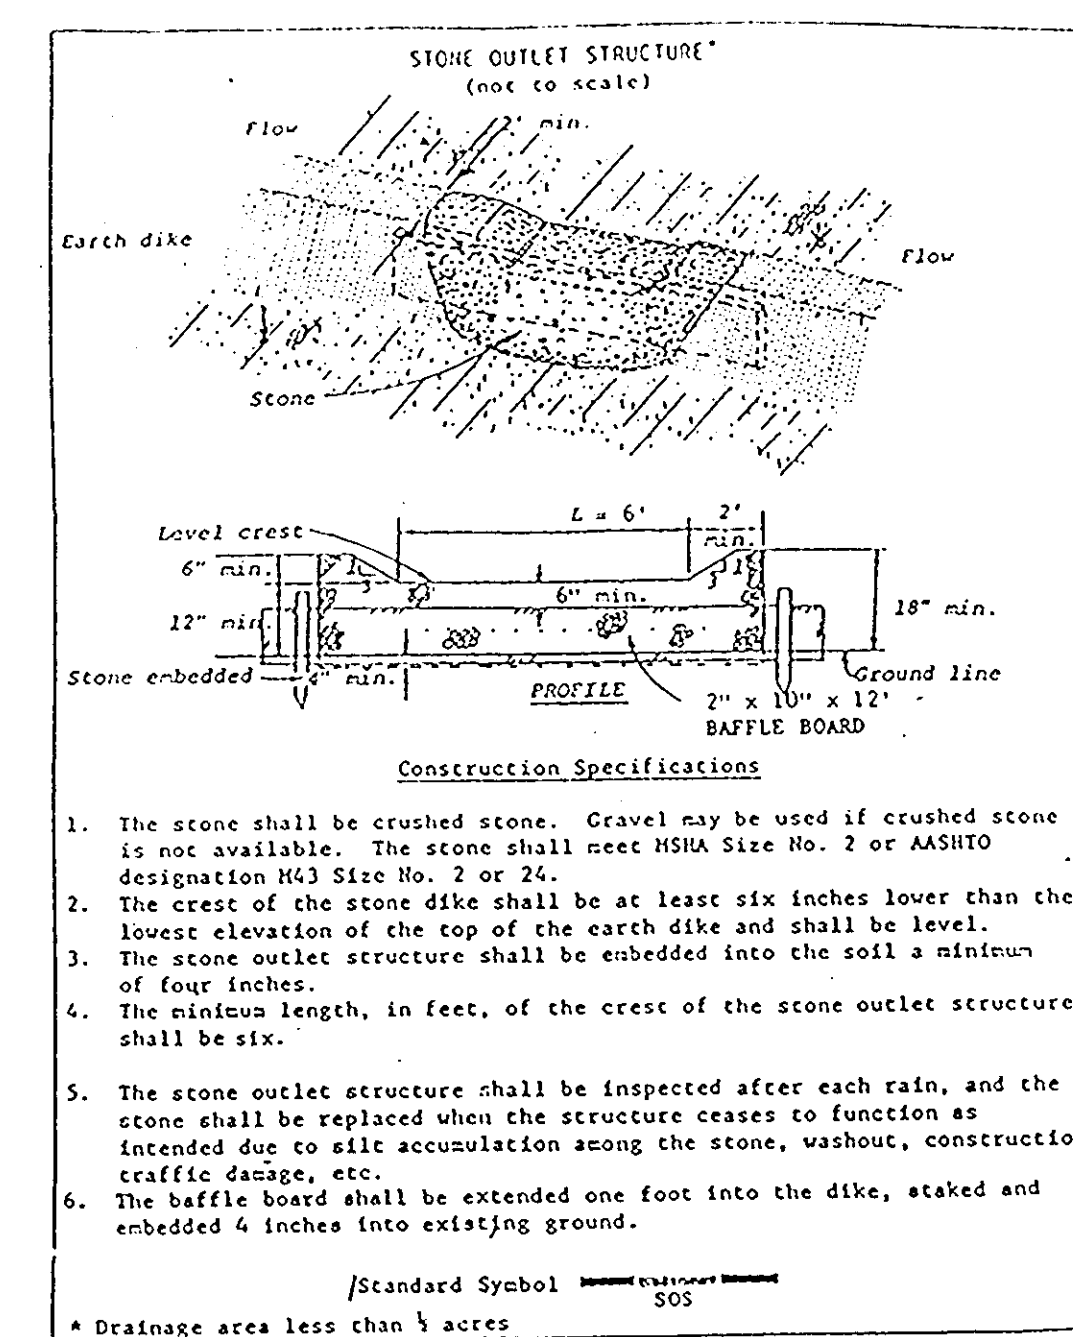 STONE OUTLET STRUCTURE*
(not to scale)
Flow
2' min.
Earth dike
Flow
Stone
L = 6'
2'
min.
Level crest
6" min.
1
3
1
3
6" min.
12" min.
18" min.
Stone embedded
4" min.
PROFILE
Ground line
2" x 10" x 12'
BAFFLE BOARD
Construction Specifications
1. The stone shall be crushed stone. Gravel may be used if crushed stone
is not available. The stone shall meet MSHA Size No. 2 or AASHTO
designation M43 Size No. 2 or 24.
2. The crest of the stone dike shall be at least six inches lower than the
lowest elevation of the top of the earth dike and shall be level.
3. The stone outlet structure shall be embedded into the soil a minimum
of four inches.
4. The minimum length, in feet, of the crest of the stone outlet structure
shall be six.
5. The stone outlet structure shall be inspected after each rain, and the
stone shall be replaced when the structure ceases to function as
intended due to silt accumulation among the stone, washout, constructio
traffic damage, etc.
6. The baffle board shall be extended one foot into the dike, staked and
embedded 4 inches into existing ground.
Standard Symbol
SOS
* Drainage area less than ½ acres